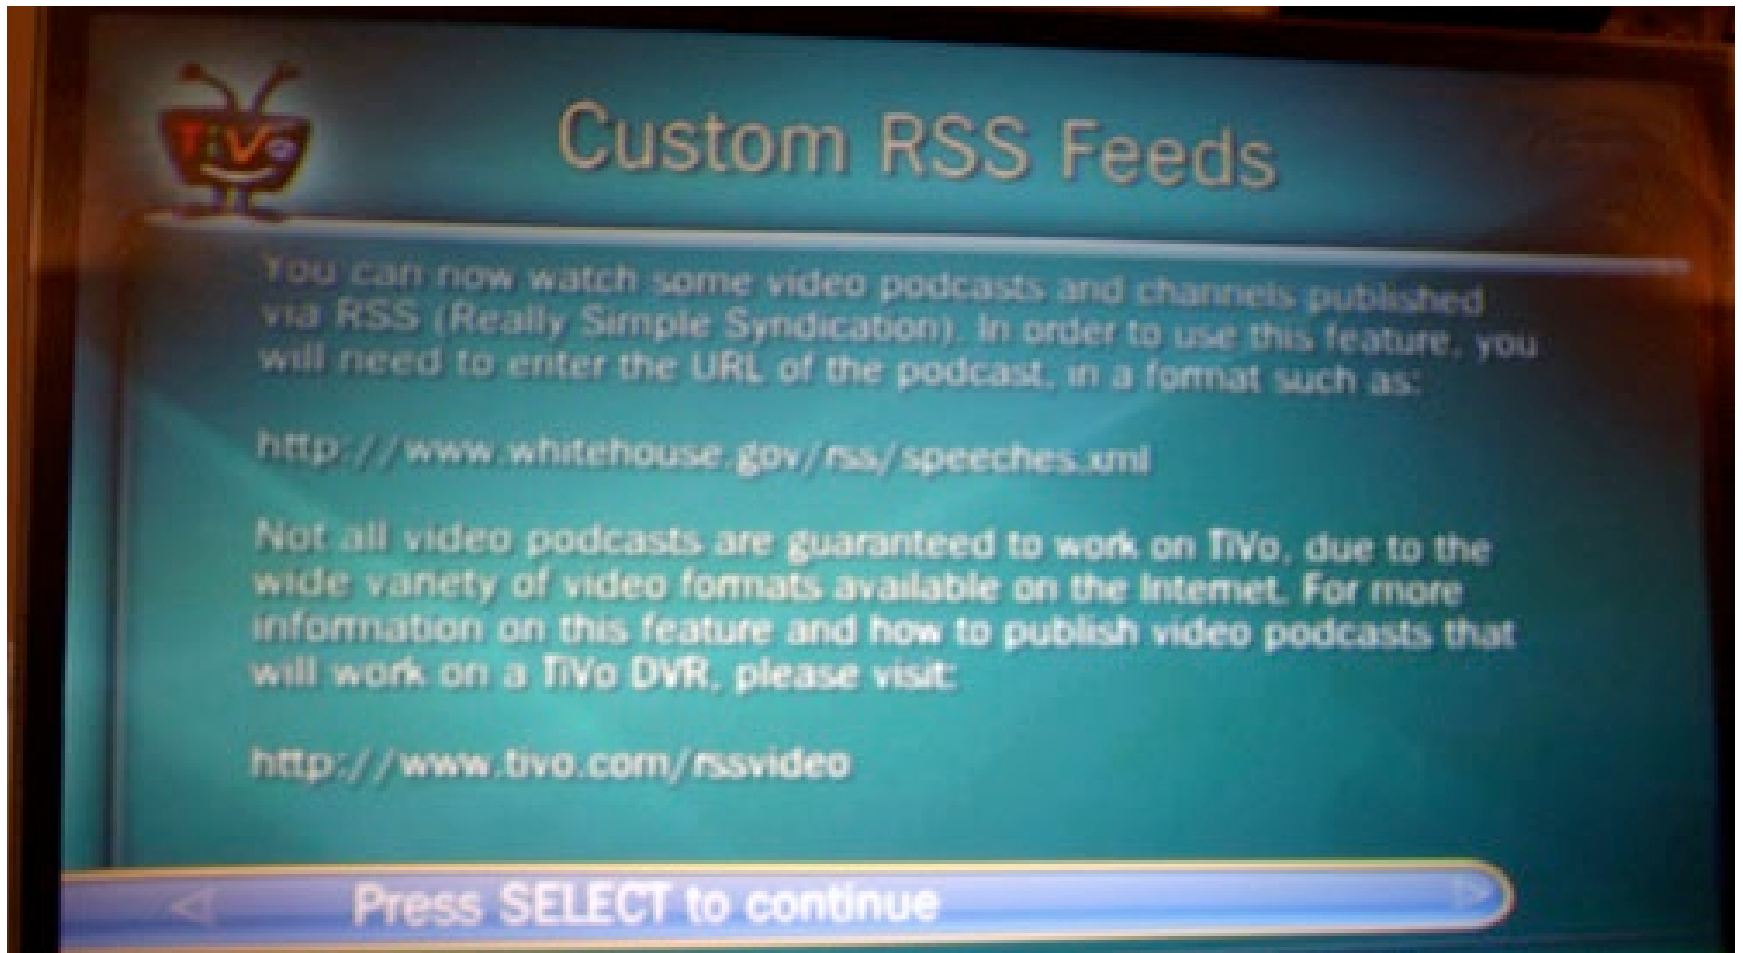 TiVo
Custom RSS Feeds
You can now watch some video podcasts and channels published
via RSS (Really Simple Syndication). In order to use this feature, you
will need to enter the URL of the podcast, in a format such as:
http://www.whitehouse.gov/rss/speeches.xml
Not all video podcasts are guaranteed to work on TiVo, due to the
wide variety of video formats available on the Internet. For more
information on this feature and how to publish video podcasts that
will work on a TiVo DVR, please visit:
http://www.tivo.com/rssvideo
Press SELECT to continue